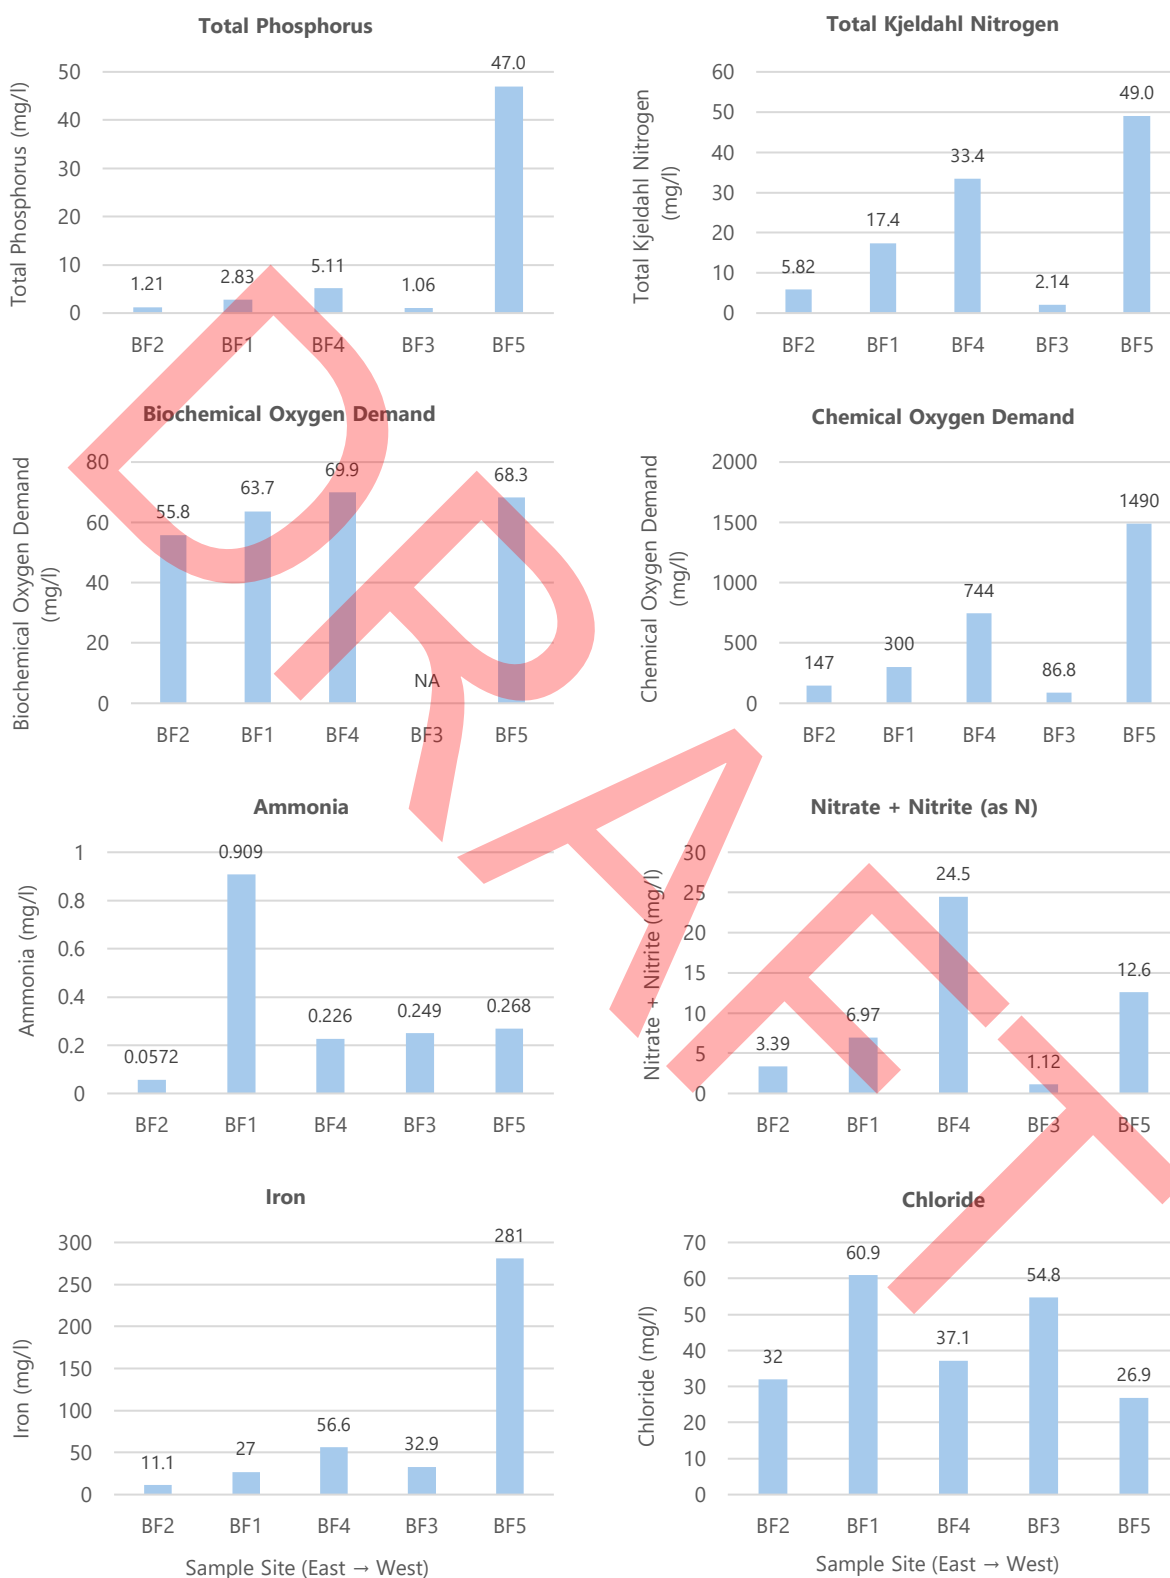 Total Phosphorus
Total Phosphorus (mg/l)
50
40
30
20
10
0
1.21
2.83
5.11
1.06
47.0
BF2 BF1 BF4 BF3 BF5
Total Kjeldahl Nitrogen
Total Kjeldahl Nitrogen
(mg/l)
60
50
40
30
20
10
0
5.82
17.4
33.4
2.14
49.0
BF2 BF1 BF4 BF3 BF5
Biochemical Oxygen Demand
Biochemical Oxygen Demand
(mg/l)
80
60
40
20
0
55.8
63.7
69.9
NA
68.3
BF2 BF1 BF4 BF3 BF5
Chemical Oxygen Demand
Chemical Oxygen Demand
(mg/l)
2000
1500
1000
500
0
147
300
744
86.8
1490
BF2 BF1 BF4 BF3 BF5
Ammonia
Ammonia (mg/l)
1
0.8
0.6
0.4
0.2
0
0.0572
0.909
0.226
0.249
0.268
BF2 BF1 BF4 BF3 BF5
Nitrate + Nitrite (as N)
Nitrate + Nitrite (mg/l)
30
25
20
15
10
5
0
3.39
6.97
24.5
1.12
12.6
BF2 BF1 BF4 BF3 BF5
Iron
Iron (mg/l)
300
250
200
150
100
50
0
11.1
27
56.6
32.9
281
BF2 BF1 BF4 BF3 BF5
Sample Site (East → West)
Chloride
Chloride (mg/l)
70
60
50
40
30
20
10
0
32
60.9
37.1
54.8
26.9
BF2 BF1 BF4 BF3 BF5
Sample Site (East → West)
DRAFT